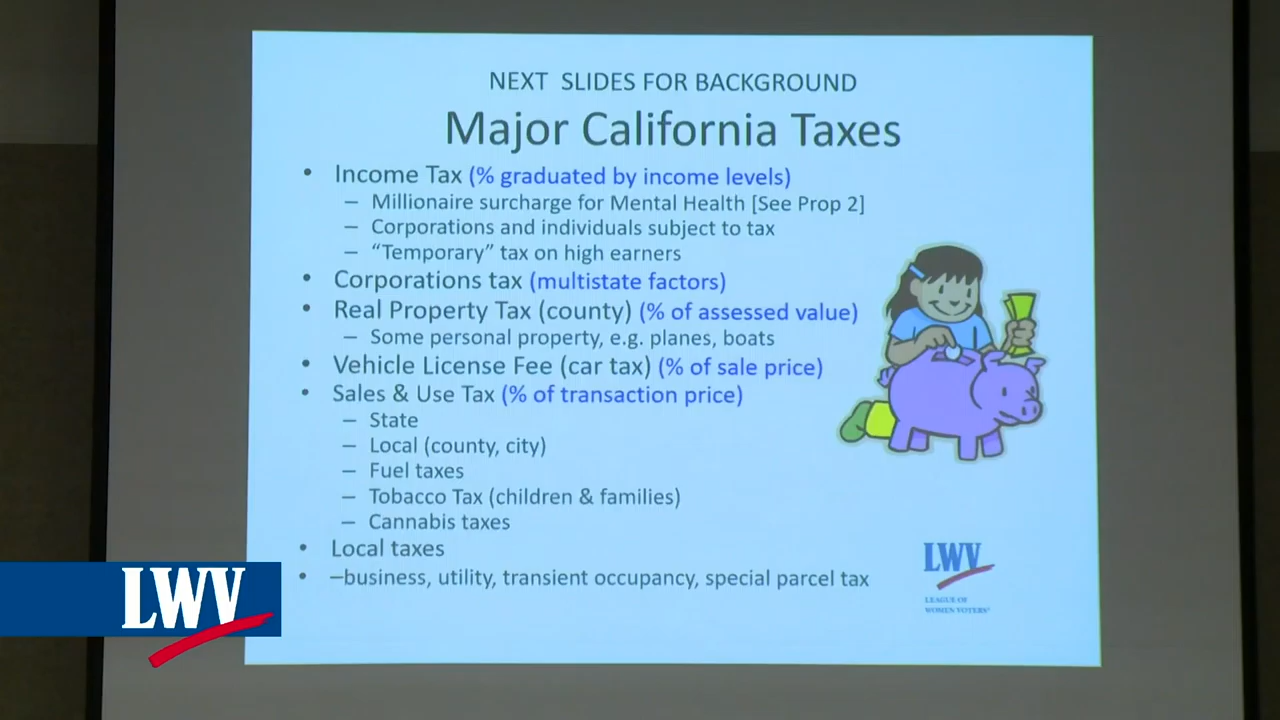 NEXT SLIDES FOR BACKGROUND
Major California Taxes
• Income Tax (% graduated by income levels)
– Millionaire surcharge for Mental Health [See Prop 2]
– Corporations and individuals subject to tax
– “Temporary” tax on high earners
• Corporations tax (multistate factors)
• Real Property Tax (county) (% of assessed value)
– Some personal property, e.g. planes, boats
• Vehicle License Fee (car tax) (% of sale price)
• Sales & Use Tax (% of transaction price)
– State
– Local (county, city)
– Fuel taxes
– Tobacco Tax (children & families)
– Cannabis taxes
• Local taxes
• –business, utility, transient occupancy, special parcel tax
LWV
LEAGUE OF
WOMEN VOTERS®
LWV